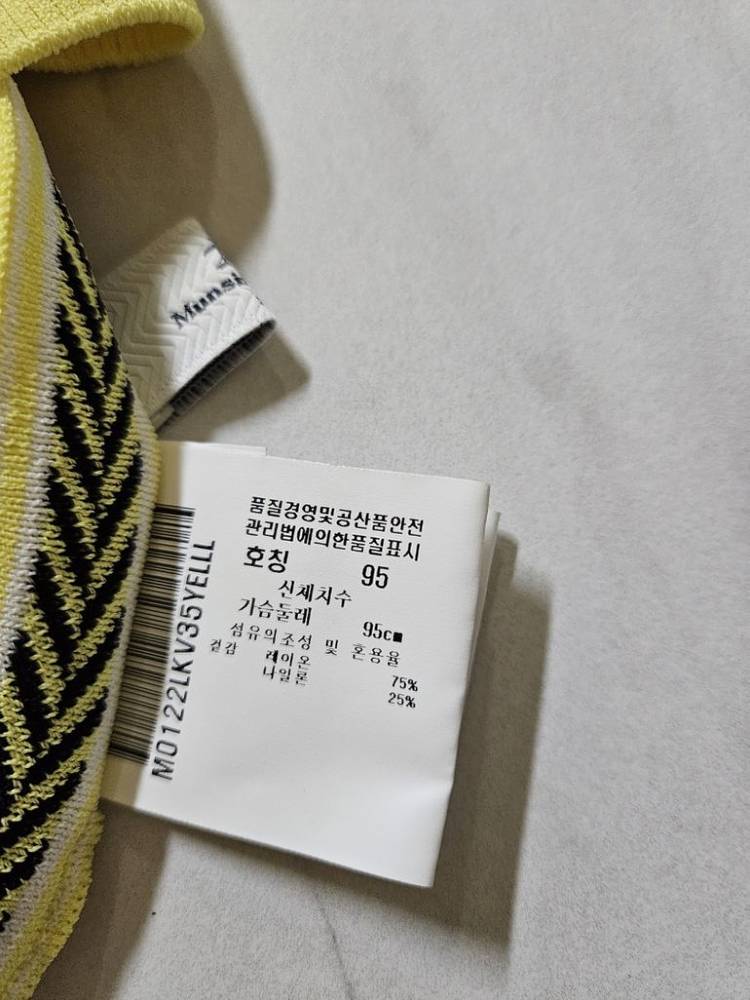 품질경영및공산품안전
관리법에의한품질표시
호칭 95
신체치수
가슴둘레 95c■
섬유의조성 및 혼용율
겉감 레이온 75%
나일론 25%
M0122LKV35YELLL